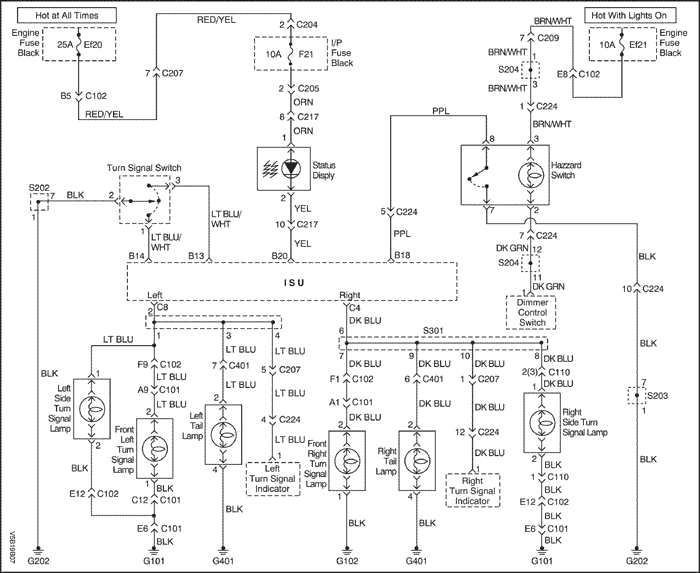 Hot at All Times
Engine Fuse Black
25A Ef20
B5 C102
RED/YEL
7 C207
RED/YEL
2 C204
10A F21
I/P Fuse Black
2 C205
ORN
6 C217
ORN
1
Status Disply
2
YEL
10 C217
YEL
B20
Hot With Lights On
10A Ef21
Engine Fuse Black
E8 C102
BRN/WHT
7 C209
BRN/WHT
1
S204
3
BRN/WHT
1 C224
BRN/WHT
PPL
8 3
Hazzard Switch
7 2
5 C224
PPL
B18
7 C224
DK GRN 12
S204
11
DK GRN
1
Dimmer Control Switch
BLK
10 C224
BLK
7
S203
1
BLK
G202
S202
7
1
BLK
2
Turn Signal Switch
3
1
LT BLU/WHT
LT BLU/WHT
B14 B13
BLK
G202
ISU
Left
C8
2
Right
C4
DK BLU
6
S301
1 3 4
LT BLU
1
Left Side Turn Signal Lamp
2
BLK
E12 C102
F9 C102
LT BLU
A9 C101
LT BLU
2
Front Left Turn Signal Lamp
1
BLK
C12 C101
E6 C101
BLK
G101
LT BLU
7 C401
LT BLU
2
Left Tail Lamp
4
BLK
G401
LT BLU
5 C207
LT BLU
4 C224
LT BLU
1
Left Turn Signal Indicator
7 9 10 8
DK BLU
F1 C102
DK BLU
A1 C101
DK BLU
2
Front Right Turn Signal Lamp
1
BLK
G102
DK BLU
6 C401
DK BLU
2
Right Tail Lamp
4
BLK
G401
DK BLU
1 C207
DK BLU
12 C224
DK BLU
1
Right Turn Signal Indicator
DK BLU
2(3) C110
DK BLU
1
Right Side Turn Signal Lamp
2
BLK
1 C110
BLK
E12 C102
BLK
E6 C101
BLK
G101
V5B19B07